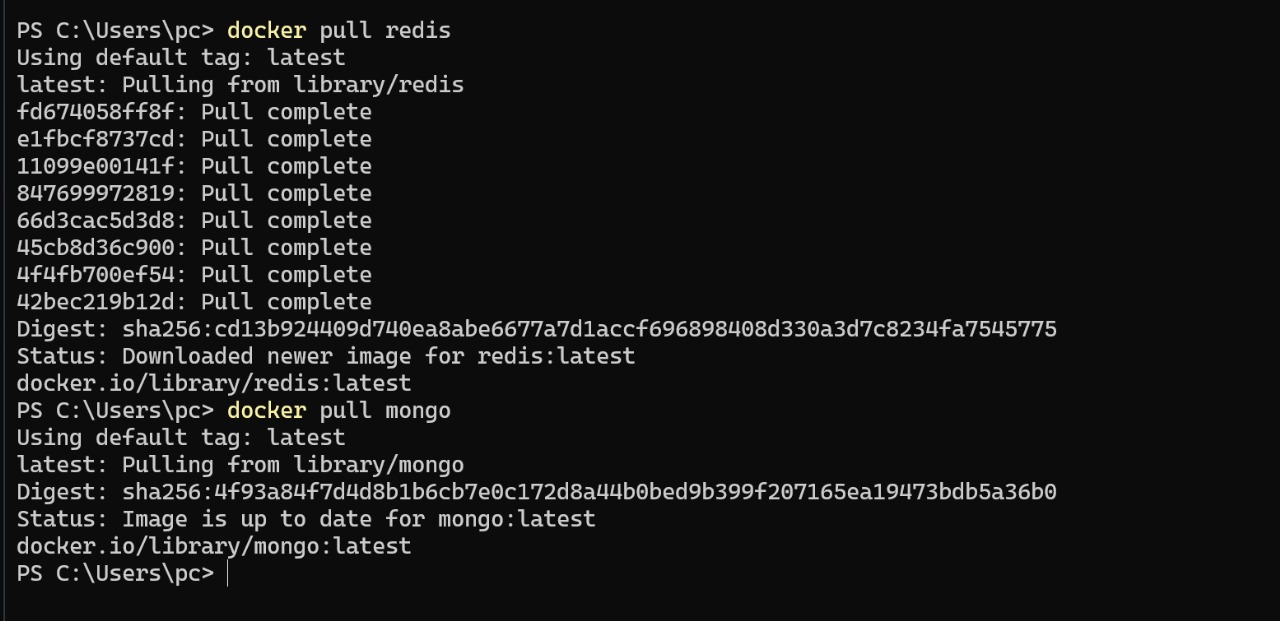 PS C:\Users\pc> docker pull redis
Using default tag: latest
latest: Pulling from library/redis
fd674058ff8f: Pull complete
e1fbcf8737cd: Pull complete
11099e00141f: Pull complete
847699972819: Pull complete
66d3cac5d3d8: Pull complete
45cb8d36c900: Pull complete
4f4fb700ef54: Pull complete
42bec219b12d: Pull complete
Digest: sha256:cd13b924409d740ea8abe6677a7d1accf696898408d330a3d7c8234fa7545775
Status: Downloaded newer image for redis:latest
docker.io/library/redis:latest
PS C:\Users\pc> docker pull mongo
Using default tag: latest
latest: Pulling from library/mongo
Digest: sha256:4f93a84f7d4d8b1b6cb7e0c172d8a44b0bed9b399f207165ea19473bdb5a36b0
Status: Image is up to date for mongo:latest
docker.io/library/mongo:latest
PS C:\Users\pc>